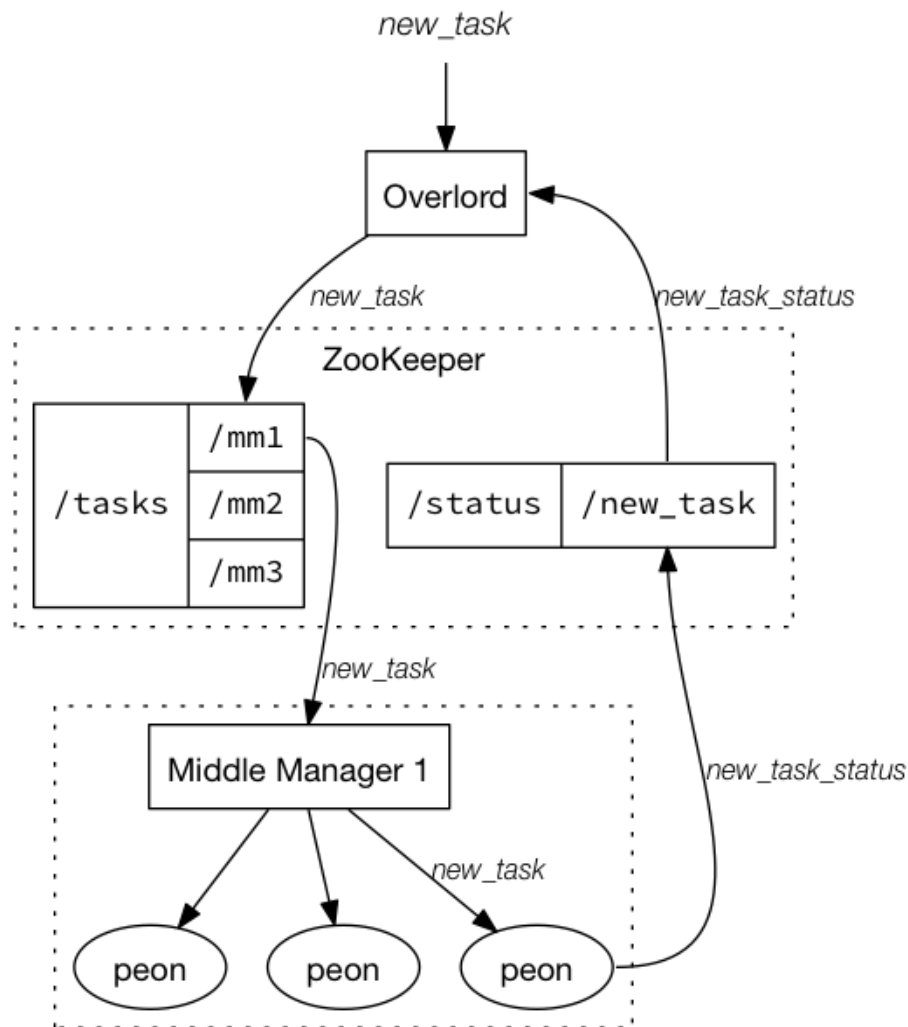 new_task
Overlord
new_task
new_task_status
ZooKeeper
/tasks
/mm1
/mm2
/mm3
/status
/new_task
new_task
Middle Manager 1
new_task_status
new_task
peon
peon
peon